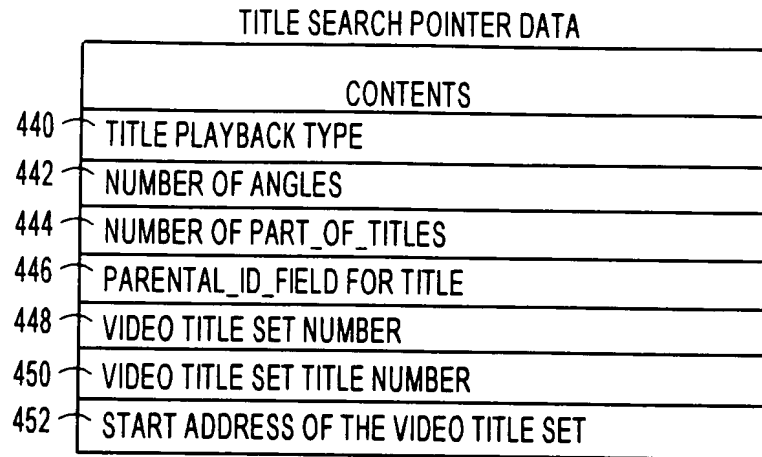 TITLE SEARCH POINTER DATA
CONTENTS
440 TITLE PLAYBACK TYPE
442 NUMBER OF ANGLES
444 NUMBER OF PART_OF_TITLES
446 PARENTAL_ID_FIELD FOR TITLE
448 VIDEO TITLE SET NUMBER
450 VIDEO TITLE SET TITLE NUMBER
452 START ADDRESS OF THE VIDEO TITLE SET